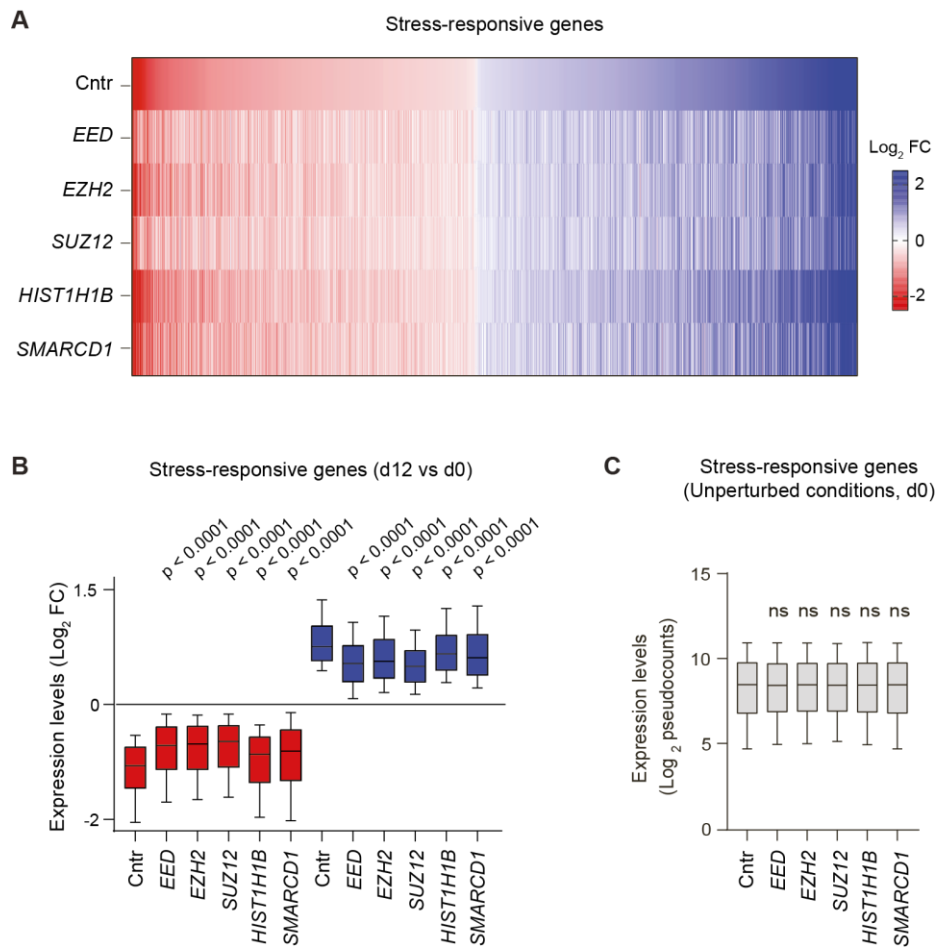 A
Stress-responsive genes
Cntr
EED
EZH2
SUZ12
HIST1H1B
SMARCD1
Log2 FC
2
0
-2
B
Stress-responsive genes (d12 vs d0)
p < 0.0001
p < 0.0001
p < 0.0001
p < 0.0001
p < 0.0001
p < 0.0001
p < 0.0001
p < 0.0001
p < 0.0001
p < 0.0001
Expression levels (Log2 FC)
1.5
0
-2
Cntr
EED
EZH2
SUZ12
HIST1H1B
SMARCD1
Cntr
EED
EZH2
SUZ12
HIST1H1B
SMARCD1
C
Stress-responsive genes
(Unperturbed conditions, d0)
Expression levels
(Log2 pseudocounts)
15
10
5
0
ns ns ns ns ns
Cntr
EED
EZH2
SUZ12
HIST1H1B
SMARCD1